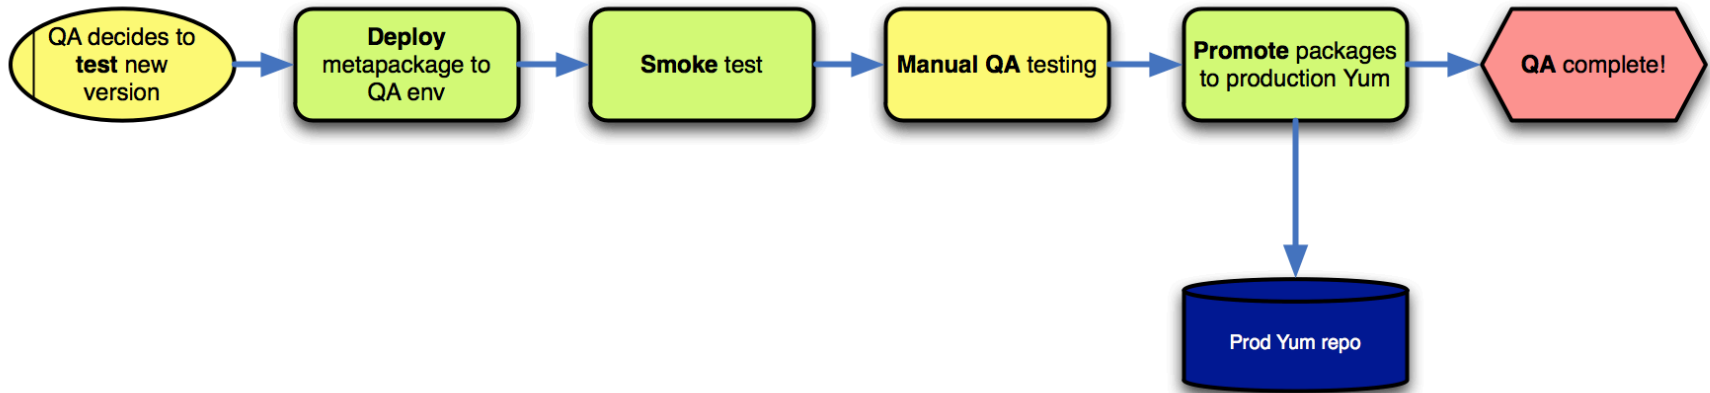 QA decides to
test new
version
Deploy
metapackage to
QA env
Smoke test
Manual QA testing
Promote packages
to production Yum
QA complete!
Prod Yum repo